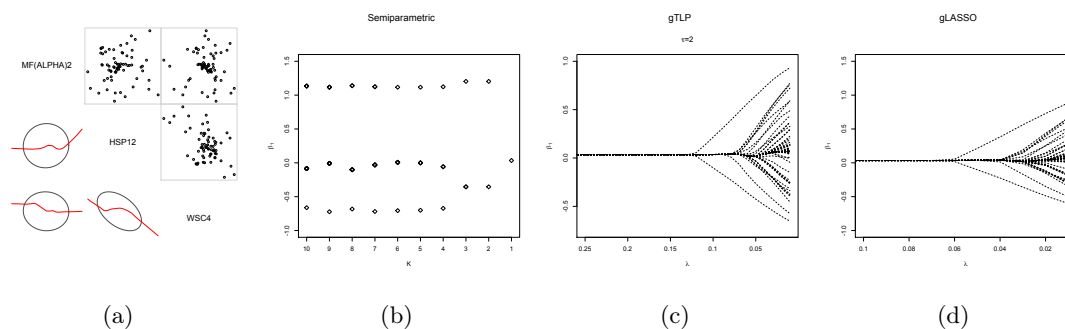 MF(ALPHA)2
HSP12
WSC4
(a)
Semiparametric
β₁
1.5
1.0
0.5
0.0
-0.5
-1.0
10 9 8 7 6 5 4 3 2 1
K
(b)
gTLP
τ=2
β₁
1.0
0.5
0.0
-0.5
0.25 0.20 0.15 0.10 0.05
λ
(c)
gLASSO
β₁
1.5
1.0
0.5
0.0
-0.5
-1.0
0.10 0.08 0.06 0.04 0.02
λ
(d)